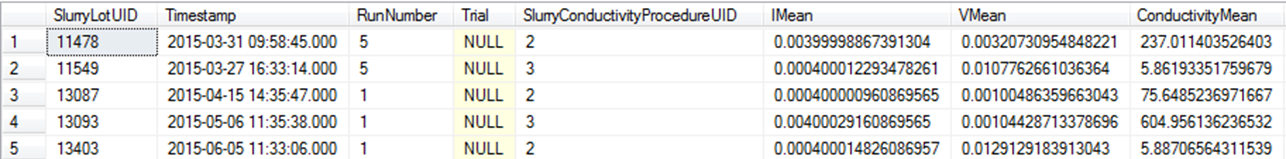 SlurryLotUID Timestamp RunNumber Trial SlurryConductivityProcedureUID IMean VMean ConductivityMean
1 11478 2015-03-31 09:58:45.000 5 NULL 2 0.00399998867391304 0.00320730954848221 237.011403526403
2 11549 2015-03-27 16:33:14.000 5 NULL 3 0.000400012293478261 0.0107762661036364 5.86193351759679
3 13087 2015-04-15 14:35:47.000 1 NULL 2 0.000400000960869565 0.00100486359663043 75.6485236971667
4 13093 2015-05-06 11:35:38.000 1 NULL 3 0.00400029160869565 0.00104428713378696 604.956136236532
5 13403 2015-06-05 11:33:06.000 1 NULL 2 0.000400014826086957 0.0129129183913043 5.88706564311539